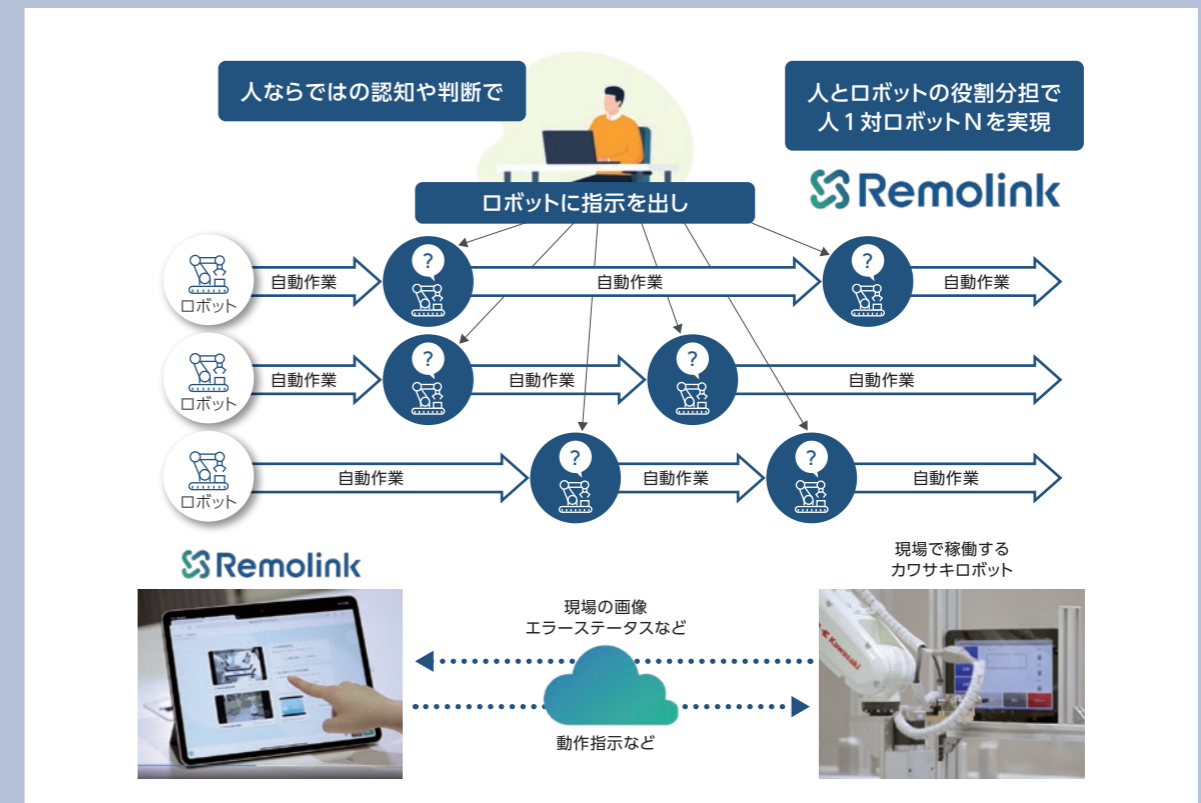 人ならではの認知や判断で
人とロボットの役割分担で
人1対ロボットNを実現
Remolink
ロボットに指示を出し
?
?
ロボット
自動作業
自動作業
自動作業
?
?
ロボット
自動作業
自動作業
自動作業
?
?
ロボット
自動作業
自動作業
自動作業
Remolink
現場で稼働する
カワサキロボット
現場の画像
エラーステータスなど
Kawasaki
動作指示など